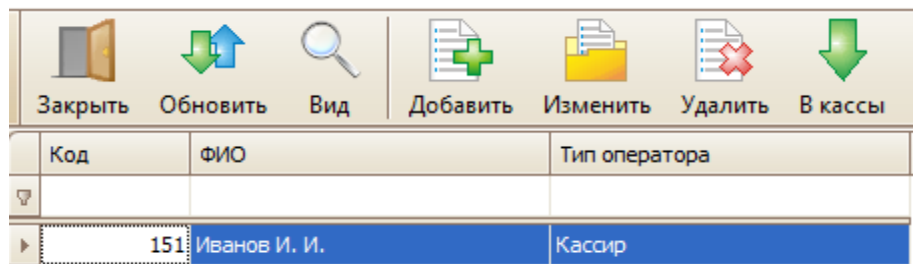 Закрыть Обновить Вид Добавить Изменить Удалить В кассы
Код ФИО Тип оператора
151 Иванов И. И. Кассир